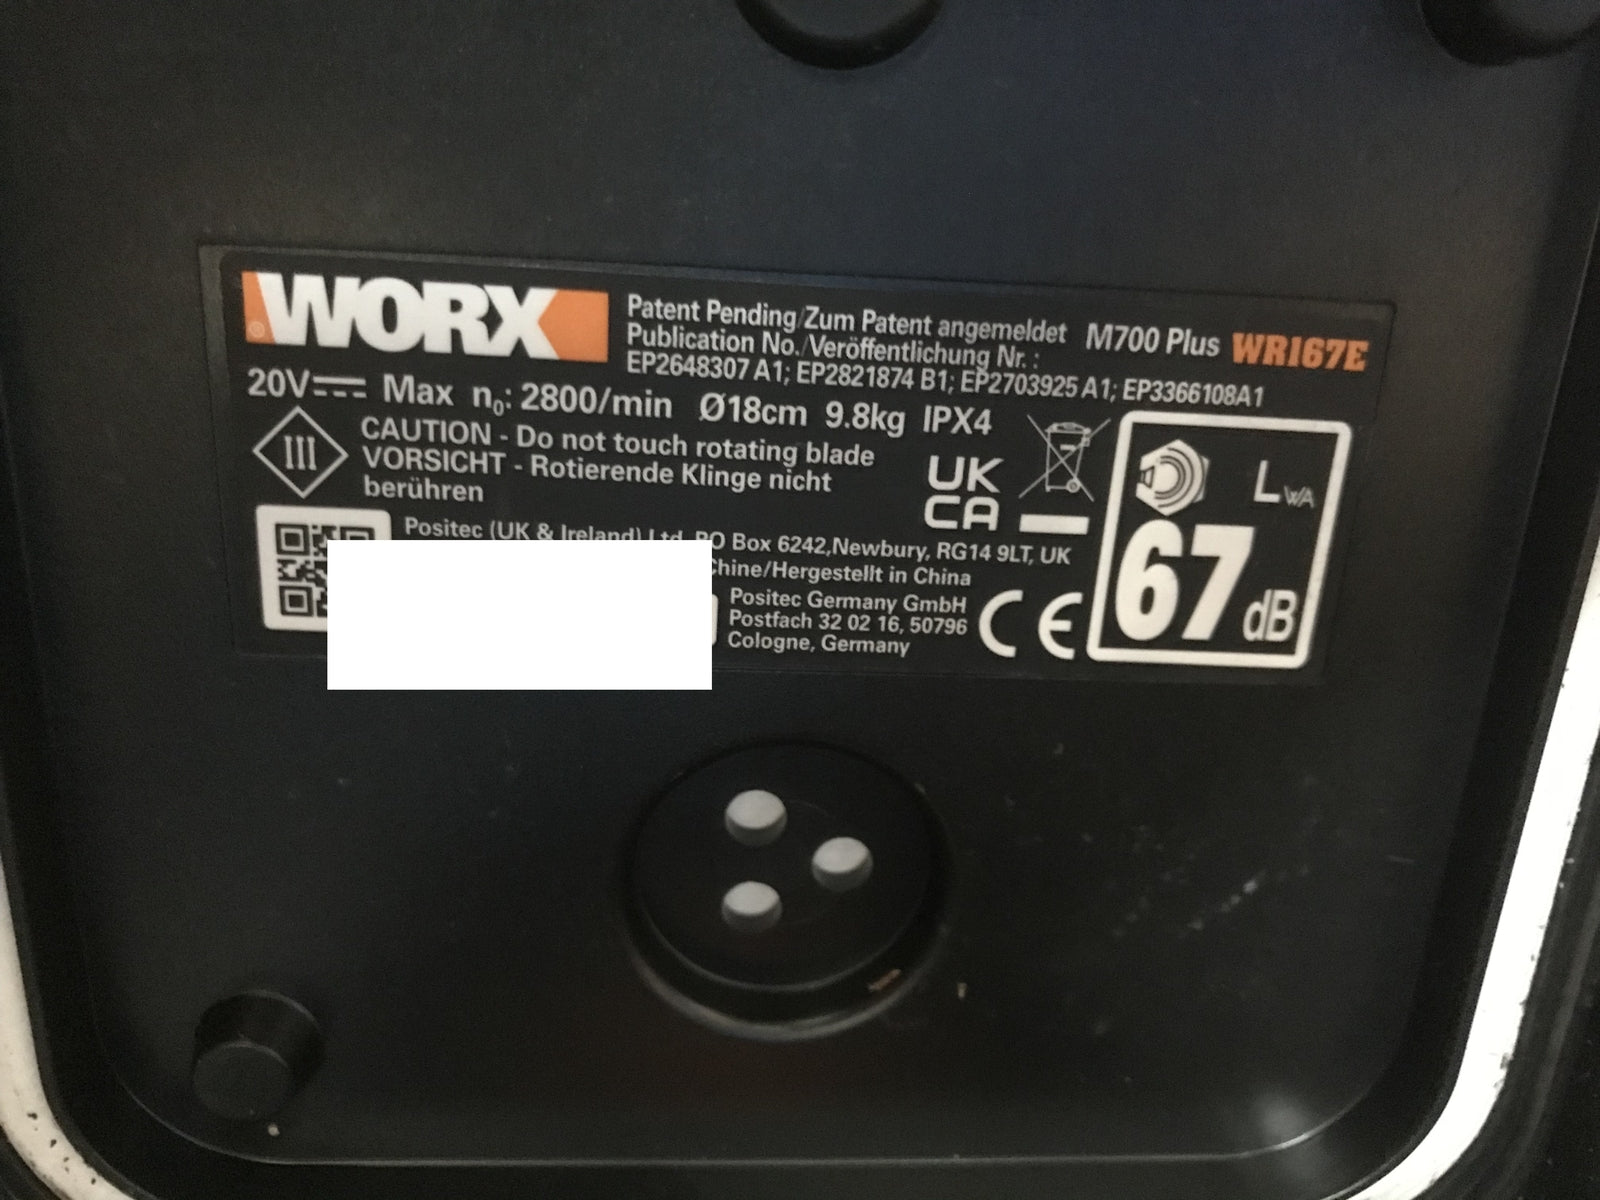 WORX
Patent Pending/Zum Patent angemeldet M700 Plus WR167E
Publication No./Veröffentlichung Nr.:
EP2648307 A1; EP2821874 B1; EP2703925 A1; EP3366108A1
20V Max n₀: 2800/min Ø18cm 9.8kg IPX4
III
CAUTION - Do not touch rotating blade
VORSICHT - Rotierende Klinge nicht
berühren
UK
CA
LWA
67 dB
Positec (UK & Ireland) Ltd. PO Box 6242,Newbury, RG14 9LT, UK
Chine/Hergestellt in China
Positec Germany GmbH
Postfach 32 02 16, 50796
Cologne, Germany
CE